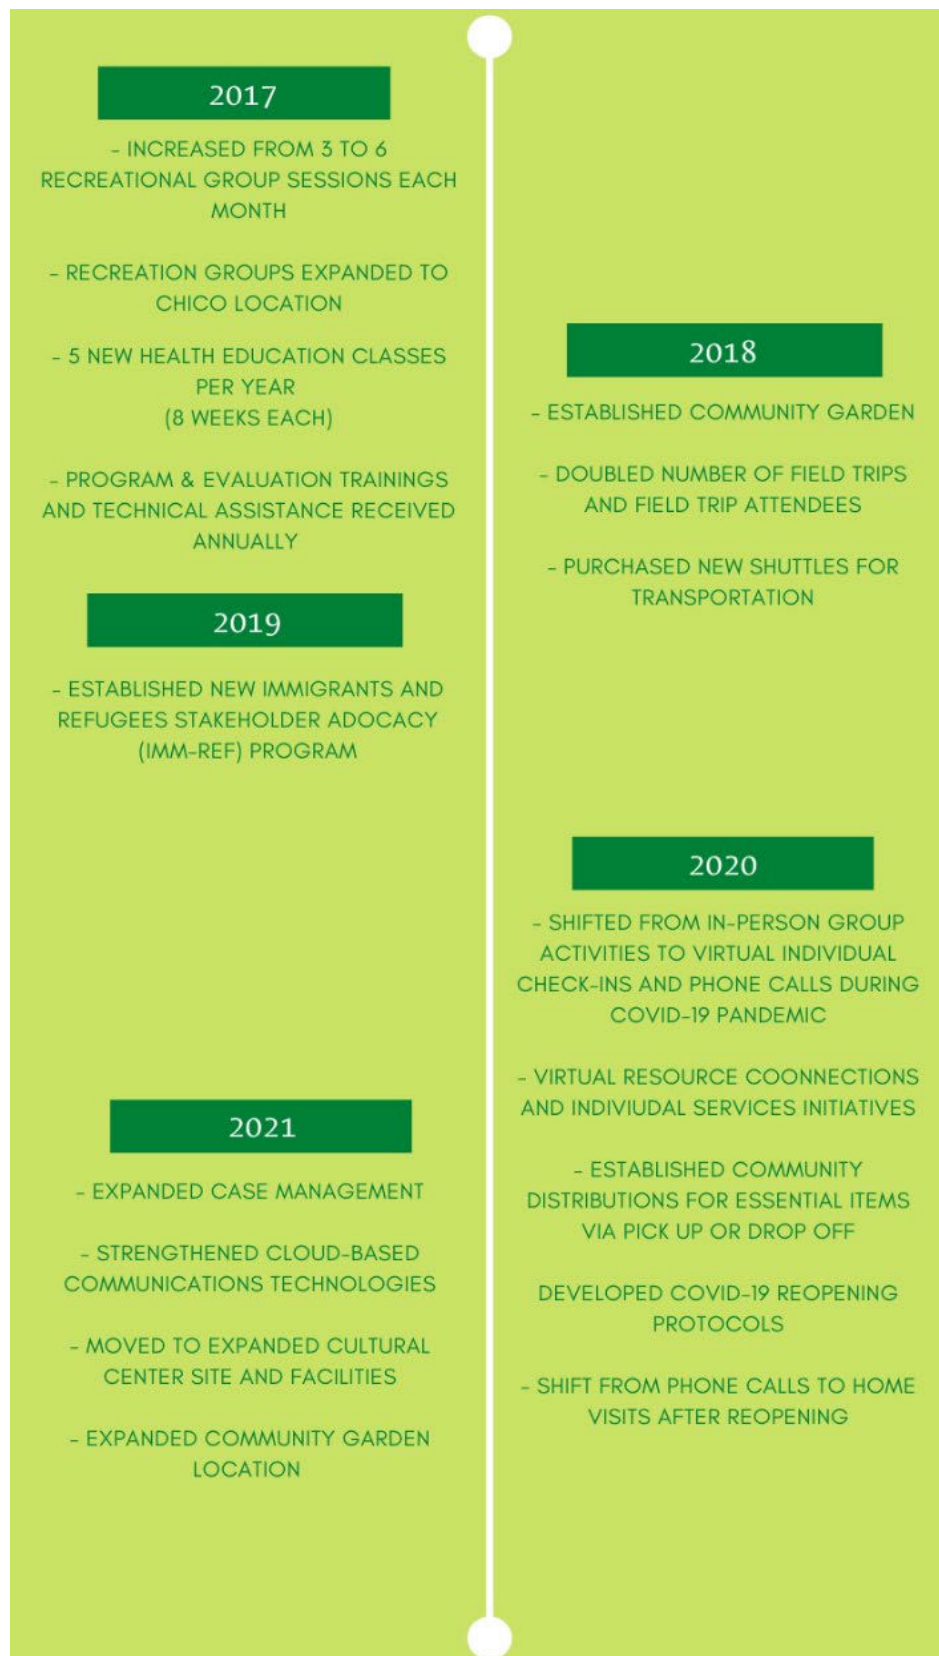 2017
- INCREASED FROM 3 TO 6
RECREATIONAL GROUP SESSIONS EACH
MONTH
- RECREATION GROUPS EXPANDED TO
CHICO LOCATION
- 5 NEW HEALTH EDUCATION CLASSES
PER YEAR
(8 WEEKS EACH)
- PROGRAM & EVALUATION TRAININGS
AND TECHNICAL ASSISTANCE RECEIVED
ANNUALLY
2018
- ESTABLISHED COMMUNITY GARDEN
- DOUBLED NUMBER OF FIELD TRIPS
AND FIELD TRIP ATTENDEES
- PURCHASED NEW SHUTTLES FOR
TRANSPORTATION
2019
- ESTABLISHED NEW IMMIGRANTS AND
REFUGEES STAKEHOLDER ADOCACY
(IMM-REF) PROGRAM
2020
- SHIFTED FROM IN-PERSON GROUP
ACTIVITIES TO VIRTUAL INDIVIDUAL
CHECK-INS AND PHONE CALLS DURING
COVID-19 PANDEMIC
- VIRTUAL RESOURCE COONNECTIONS
AND INDIVIUDAL SERVICES INITIATIVES
- ESTABLISHED COMMUNITY
DISTRIBUTIONS FOR ESSENTIAL ITEMS
VIA PICK UP OR DROP OFF
DEVELOPED COVID-19 REOPENING
PROTOCOLS
- SHIFT FROM PHONE CALLS TO HOME
VISITS AFTER REOPENING
2021
- EXPANDED CASE MANAGEMENT
- STRENGTHENED CLOUD-BASED
COMMUNICATIONS TECHNOLOGIES
- MOVED TO EXPANDED CULTURAL
CENTER SITE AND FACILITIES
- EXPANDED COMMUNITY GARDEN
LOCATION